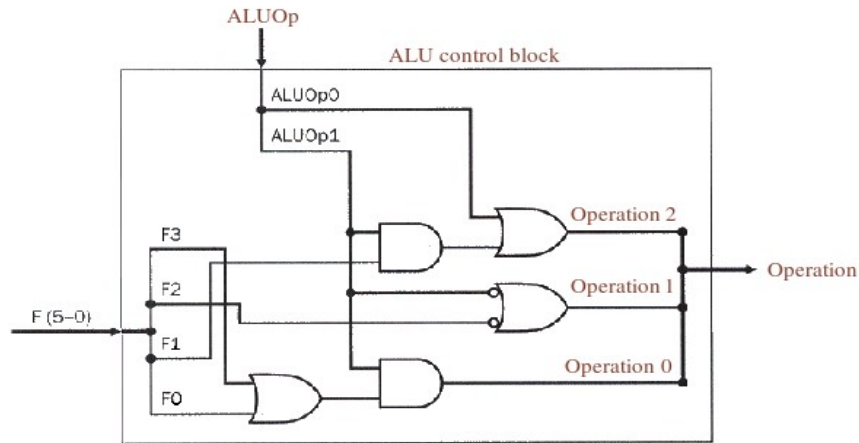 ALUOp
ALU control block
ALUOp0
ALUOp1
Operation 2
F3
Operation
F2
Operation 1
F (5–0)
F1
Operation 0
F0